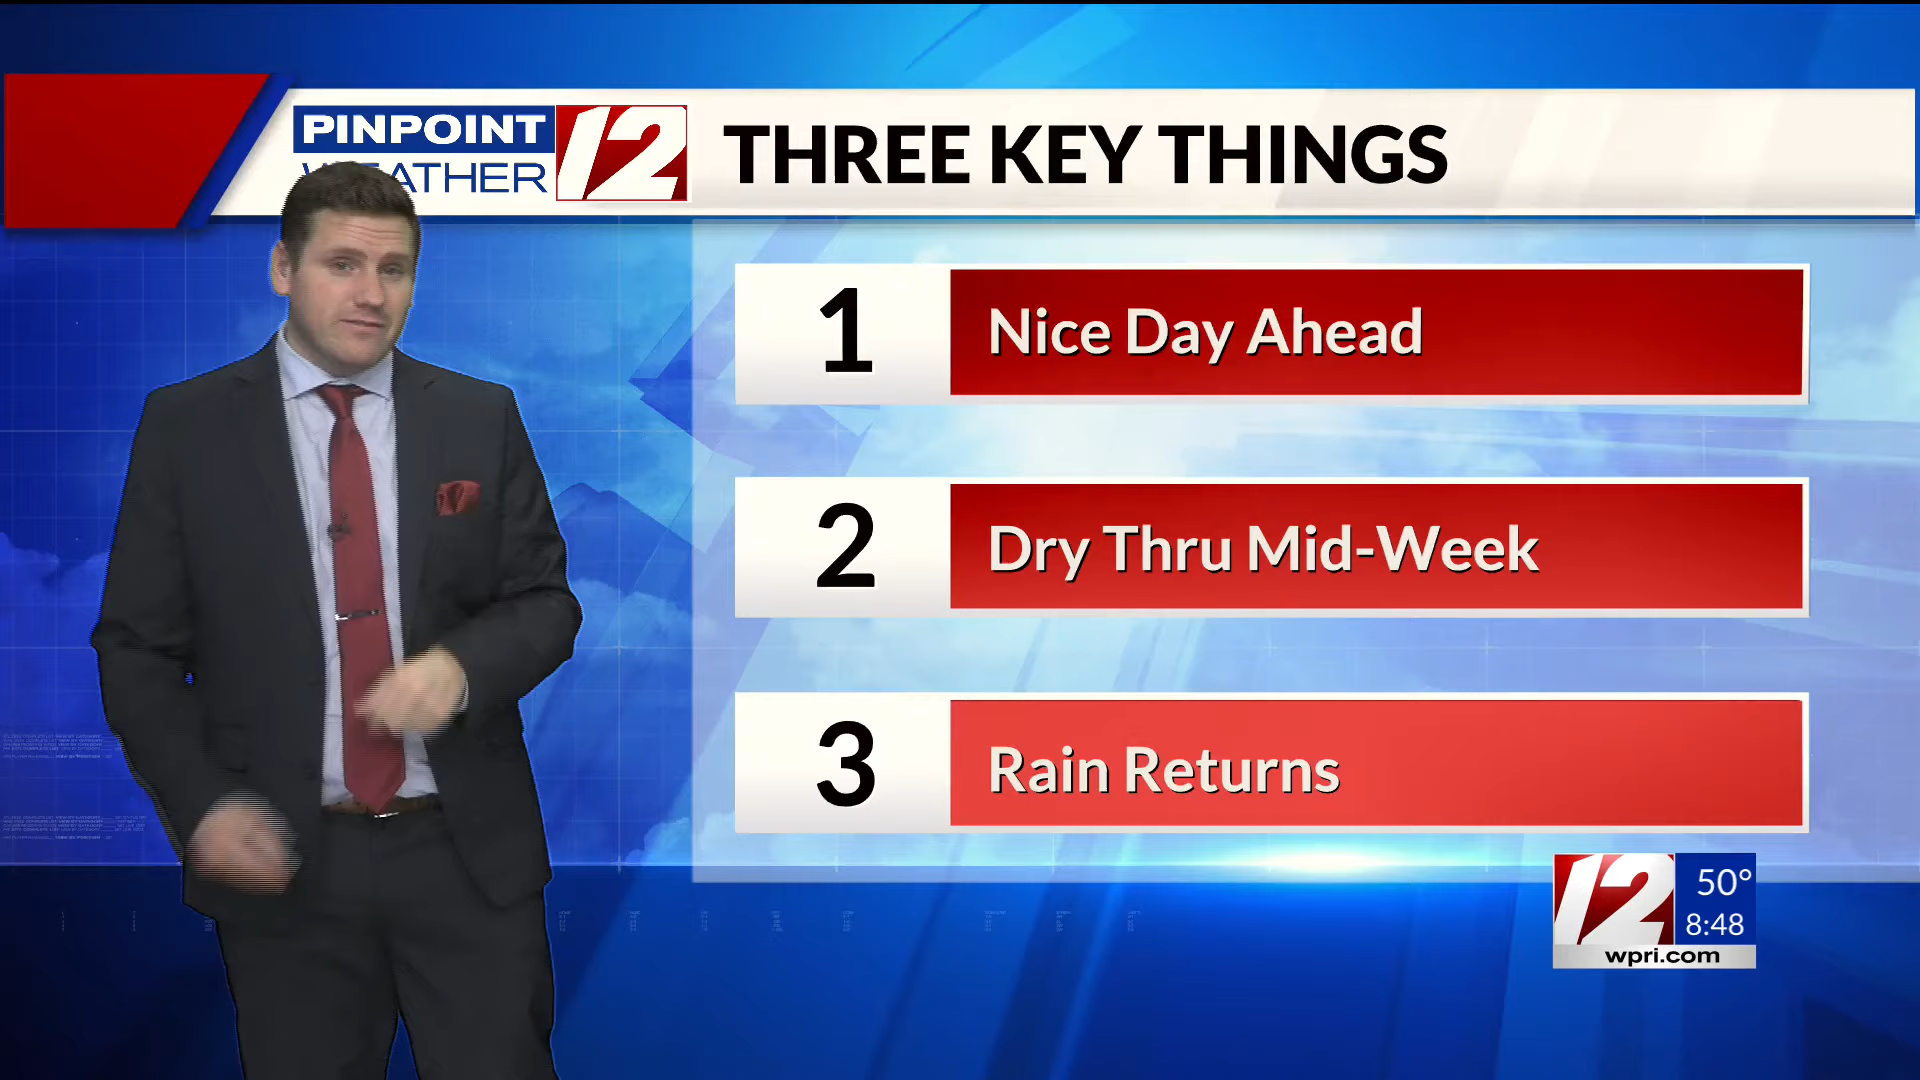 PINPOINT
WEATHER
12
THREE KEY THINGS
1
Nice Day Ahead
2
Dry Thru Mid-Week
3
Rain Returns
12
50°
8:48
wpri.com